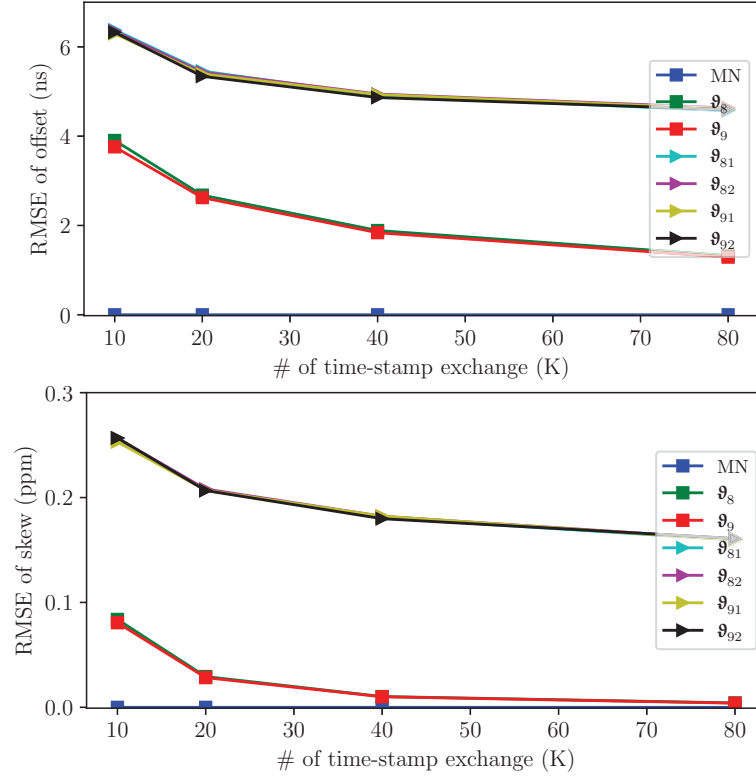 6
4
2
0
RMSE of offset (ns)
MN
ϑ8
ϑ9
ϑ81
ϑ82
ϑ91
ϑ92
10 20 30 40 50 60 70 80
# of time-stamp exchange (K)
0.3
0.2
0.1
0.0
RMSE of skew (ppm)
MN
ϑ8
ϑ9
ϑ81
ϑ82
ϑ91
ϑ92
10 20 30 40 50 60 70 80
# of time-stamp exchange (K)